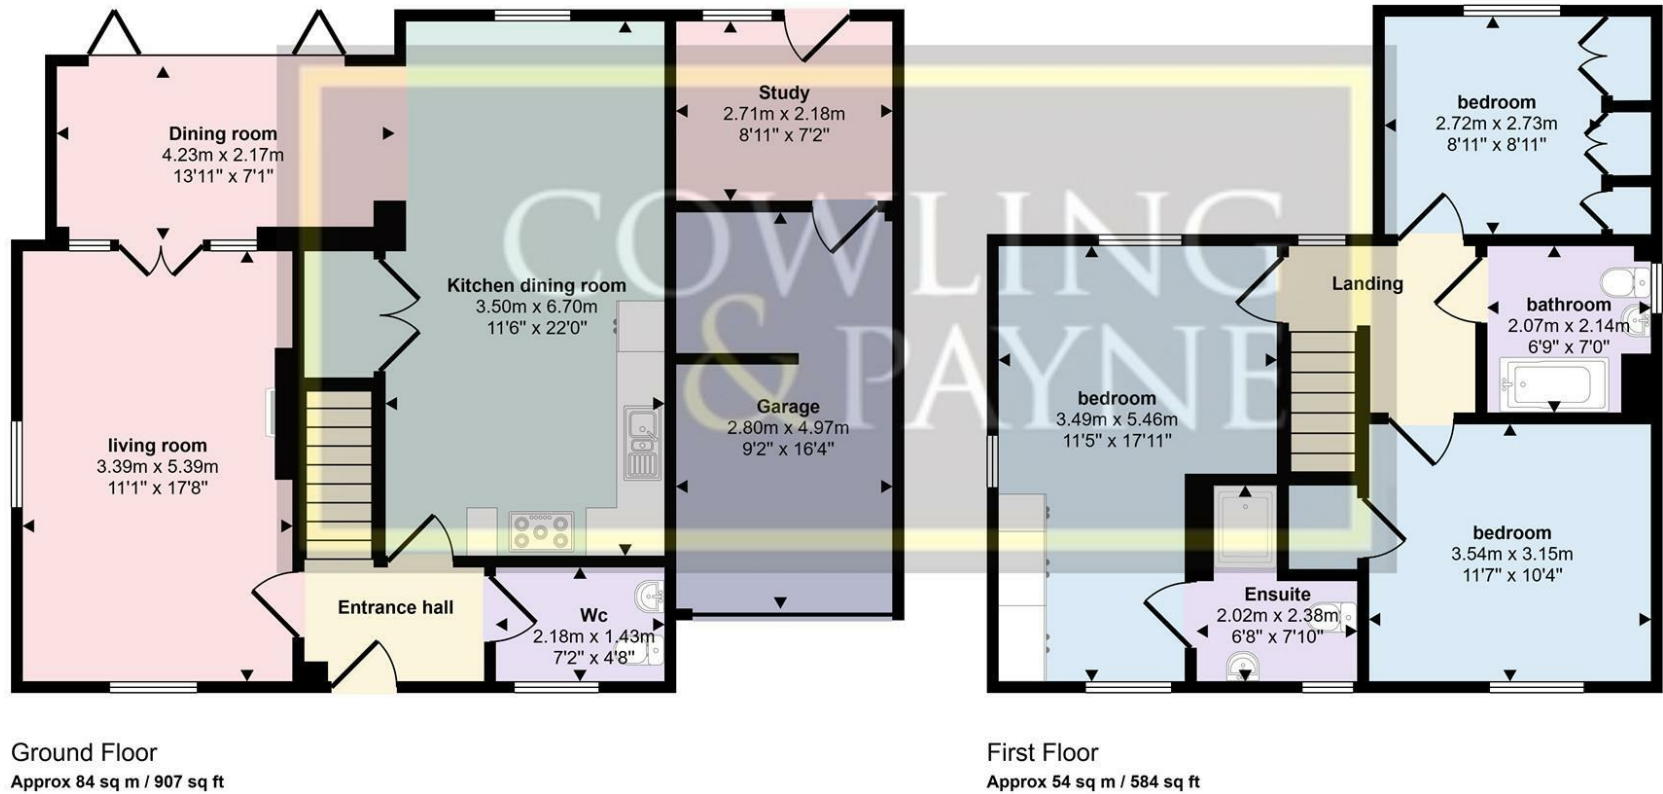 Dining room
4.23m x 2.17m
13'11" x 7'1"
Study
2.71m x 2.18m
8'11" x 7'2"
Kitchen dining room
3.50m x 6.70m
11'6" x 22'0"
living room
3.39m x 5.39m
11'1" x 17'8"
Garage
2.80m x 4.97m
9'2" x 16'4"
Entrance hall
Wc
2.18m x 1.43m
7'2" x 4'8"
COWLING
& PAYNE
bedroom
2.72m x 2.73m
8'11" x 8'11"
Landing
bathroom
2.07m x 2.14m
6'9" x 7'0"
bedroom
3.49m x 5.46m
11'5" x 17'11"
bedroom
3.54m x 3.15m
11'7" x 10'4"
Ensuite
2.02m x 2.38m
6'8" x 7'10"
Ground Floor
Approx 84 sq m / 907 sq ft
First Floor
Approx 54 sq m / 584 sq ft